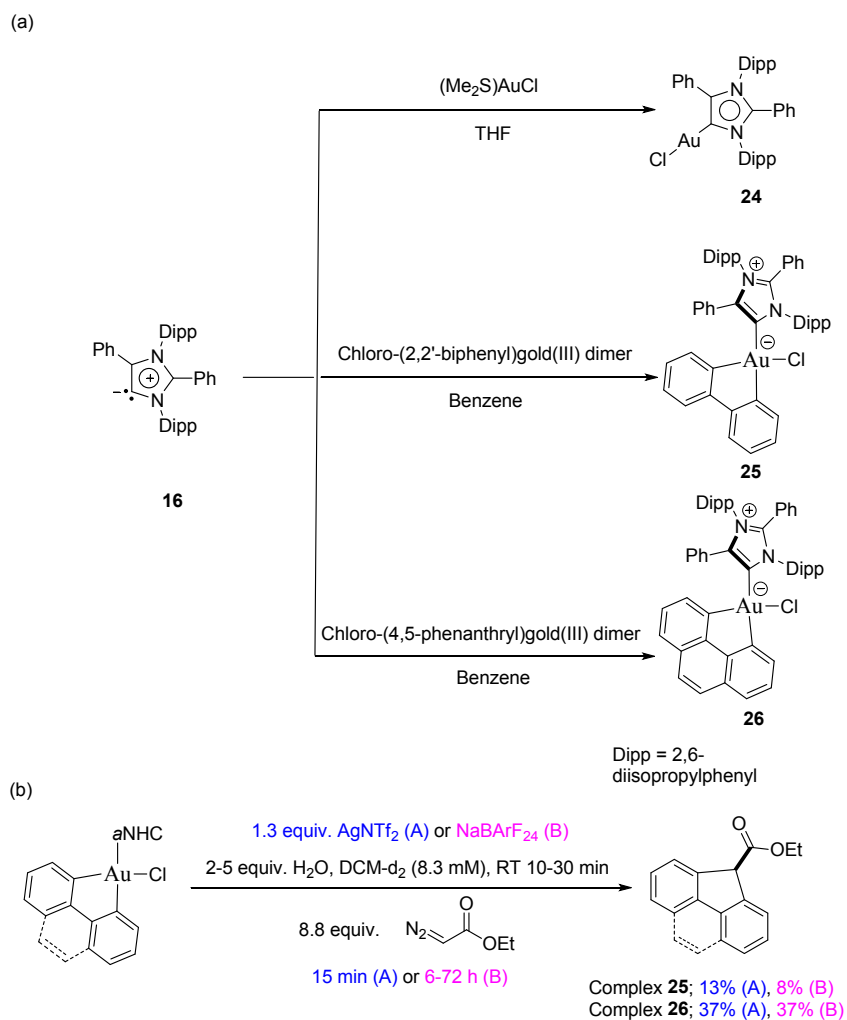 (a)
(Me2S)AuCl
THF
Dipp
Ph
N
Ph
Au
N
Cl
Dipp
24
Dipp
Ph
N
Ph
N
Dipp
16
Chloro-(2,2'-biphenyl)gold(III) dimer
Benzene
Dipp
N
Ph
Ph
N
Dipp
Au
Cl
25
Chloro-(4,5-phenanthryl)gold(III) dimer
Benzene
Dipp
N
Ph
Ph
N
Dipp
Au
Cl
26
Dipp = 2,6-
diisopropylphenyl
(b)
aNHC
Au
Cl
1.3 equiv. AgNTf2 (A) or NaBArF24 (B)
2-5 equiv. H2O, DCM-d2 (8.3 mM), RT 10-30 min
8.8 equiv.
N2
O
OEt
15 min (A) or 6-72 h (B)
O
OEt
Complex 25; 13% (A), 8% (B)
Complex 26; 37% (A), 37% (B)